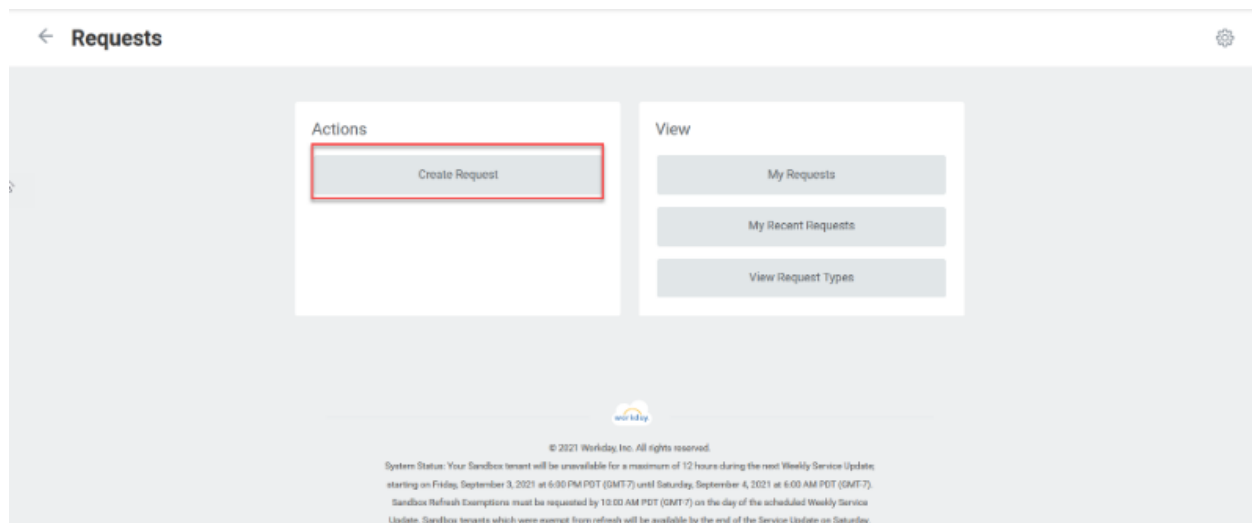 Requests
Actions
Create Request
View
My Requests
My Recent Requests
View Request Types
workday.
© 2021 Workday, Inc. All rights reserved.
System Status: Your Sandbox tenant will be unavailable for a maximum of 12 hours during the next Weekly Service Update;
starting on Friday, September 3, 2021 at 6:00 PM PDT (GMT-7) until Saturday, September 4, 2021 at 6:00 AM PDT (GMT-7).
Sandbox Refresh Exemptions must be requested by 10:00 AM PDT (GMT-7) on the day of the scheduled Weekly Service
Update. Sandbox tenants which were exempt from refresh will be available by the end of the Service Update on Saturday